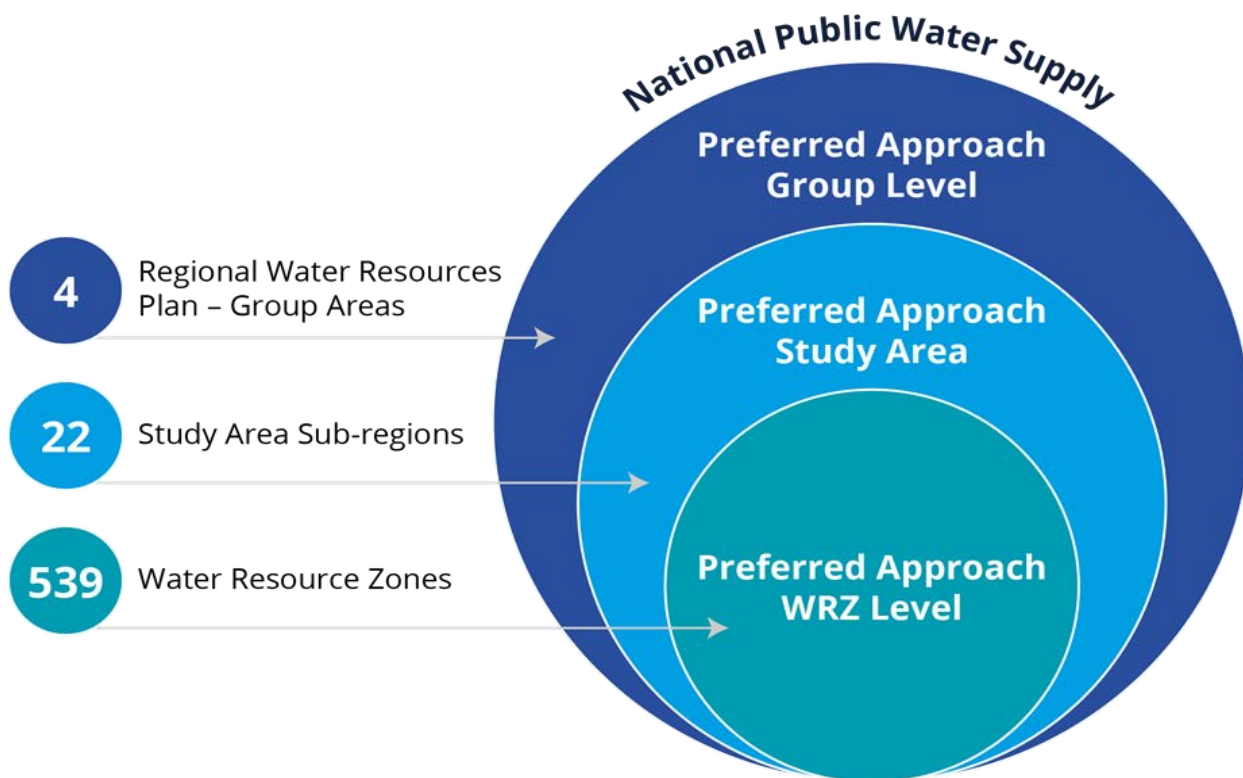 National Public Water Supply
Preferred Approach
Group Level
4
Regional Water Resources
Plan – Group Areas
Preferred Approach
Study Area
22
Study Area Sub-regions
539
Water Resource Zones
Preferred Approach
WRZ Level